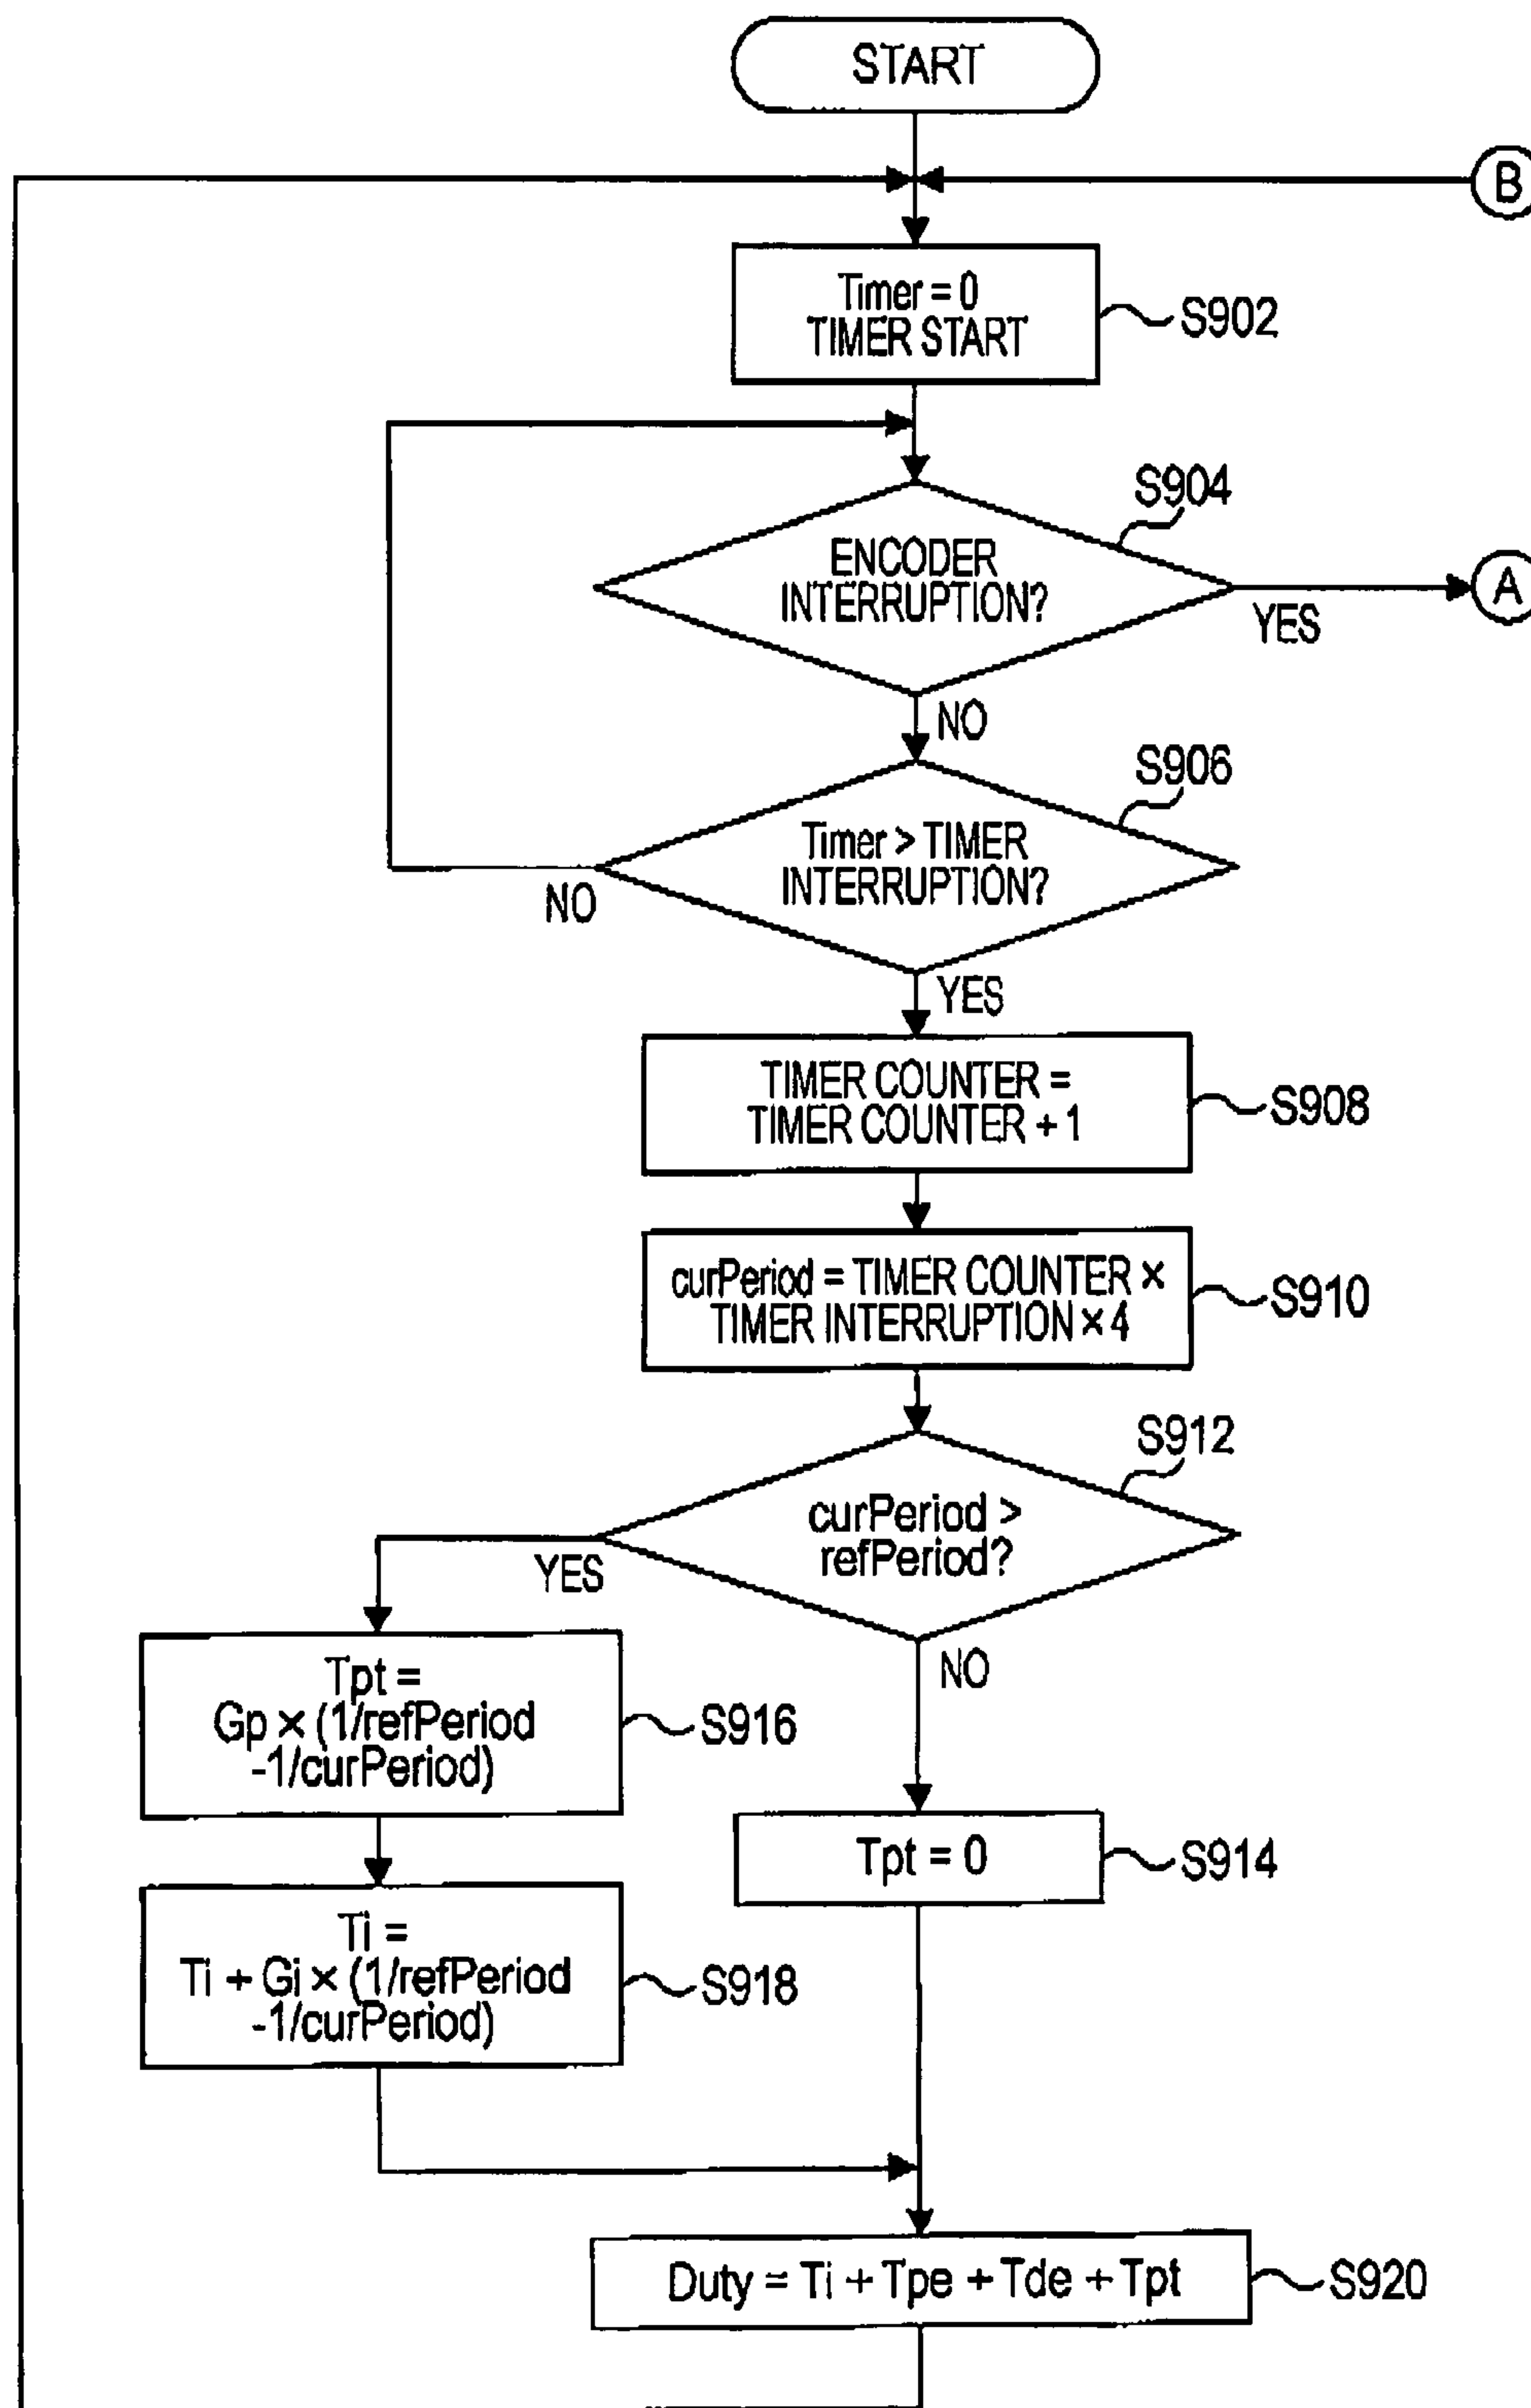 START
B
Timer = 0
TIMER START
S902
S904
ENCODER
INTERRUPTION?
YES
A
NO
S906
Timer > TIMER
INTERRUPTION?
NO
YES
TIMER COUNTER =
TIMER COUNTER + 1
S908
curPeriod = TIMER COUNTER ×
TIMER INTERRUPTION × 4
S910
S912
curPeriod >
refPeriod?
YES
NO
Tpt =
Gp × (1/refPeriod
-1/curPeriod)
S916
Tpt = 0
S914
Ti =
Ti + Gi × (1/refPeriod
-1/curPeriod)
S918
Duty = Ti + Tpe + Tde + Tpt
S920